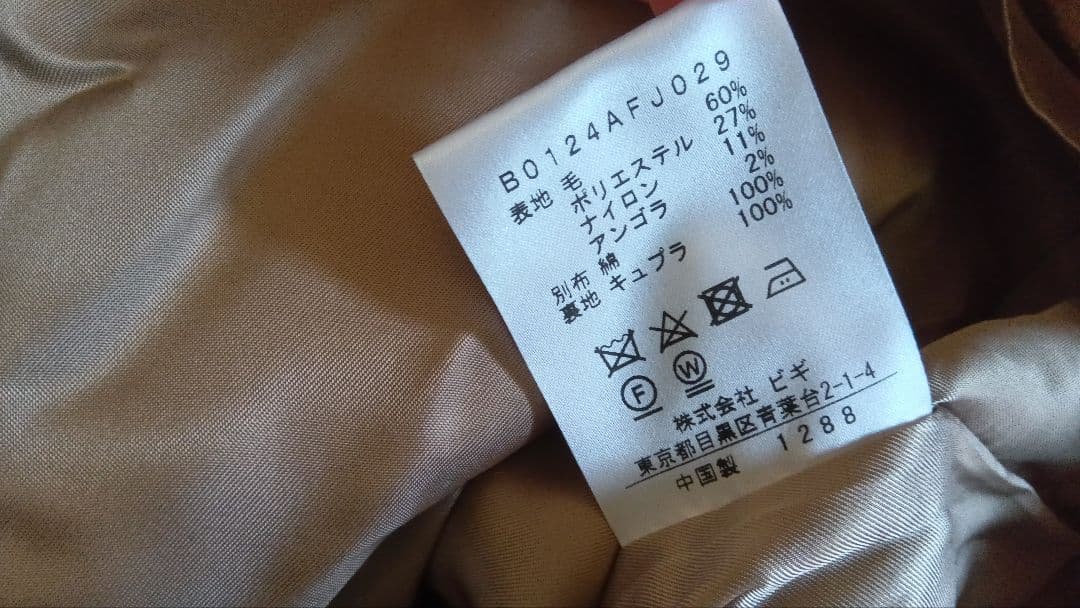 B0124AFJ029
表地 毛 60%
ポリエステル 27%
ナイロン 11%
アンゴラ 2%
別布 綿 100%
裏地 キュプラ 100%
F W
株式会社 ビギ
東京都目黒区青葉台2-1-4
中国製 1288